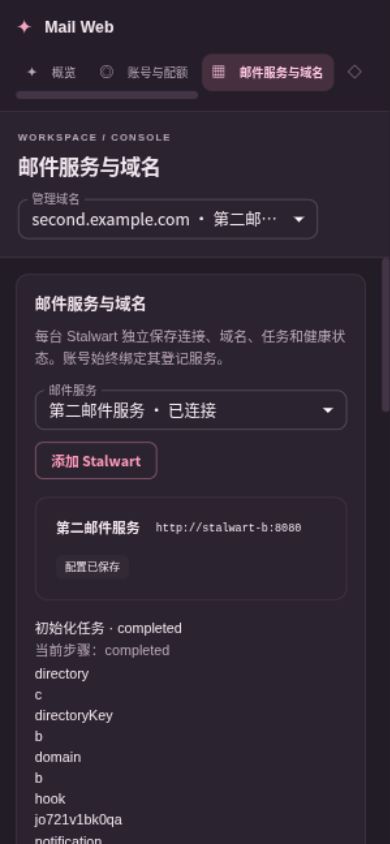 Mail Web
概览
账号与配额
邮件服务与域名
WORKSPACE / CONSOLE
邮件服务与域名
管理域名
second.example.com · 第二邮…
邮件服务与域名
每台 Stalwart 独立保存连接、域名、任务和健康状
态。账号始终绑定其登记服务。
邮件服务
第二邮件服务 · 已连接
添加 Stalwart
第二邮件服务 http://stalwart-b:8080
配置已保存
初始化任务 · completed
当前步骤：completed
directory
c
directoryKey
b
domain
b
hook
jo721v1bk0qa
notification